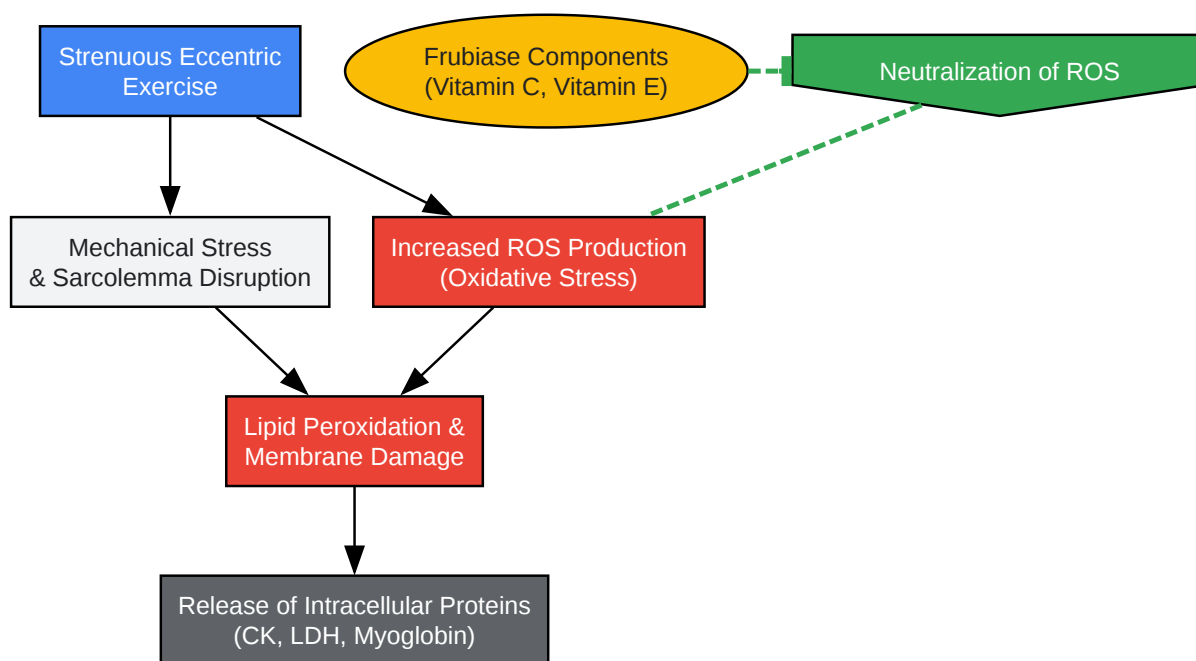 Strenuous Eccentric
Exercise
Frubiase Components
(Vitamin C, Vitamin E)
Neutralization of ROS
Mechanical Stress
& Sarcolemma Disruption
Increased ROS Production
(Oxidative Stress)
Lipid Peroxidation &
Membrane Damage
Release of Intracellular Proteins
(CK, LDH, Myoglobin)